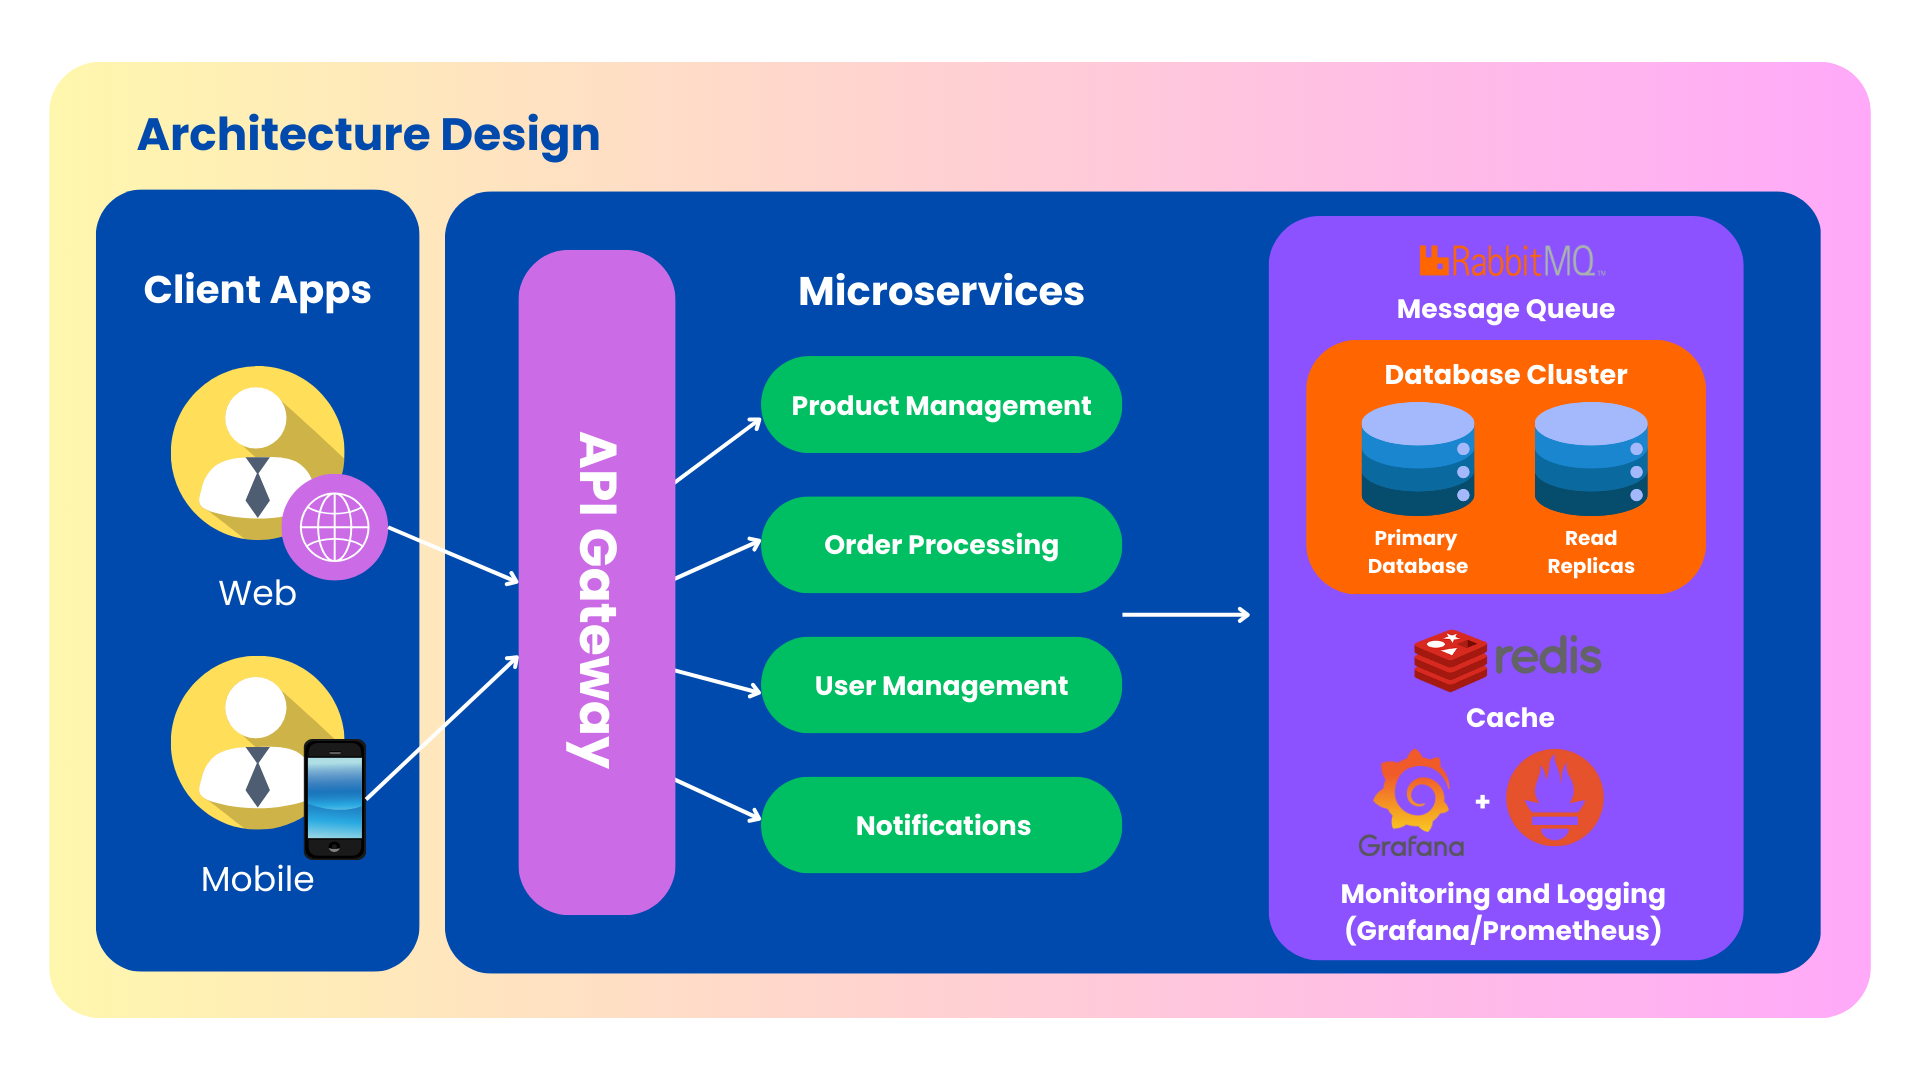 Architecture Design
Client Apps
Web
Mobile
API Gateway
Microservices
Product Management
Order Processing
User Management
Notifications
RabbitMQ™
Message Queue
Database Cluster
Primary
Database
Read
Replicas
redis
Cache
Grafana
+
Monitoring and Logging
(Grafana/Prometheus)